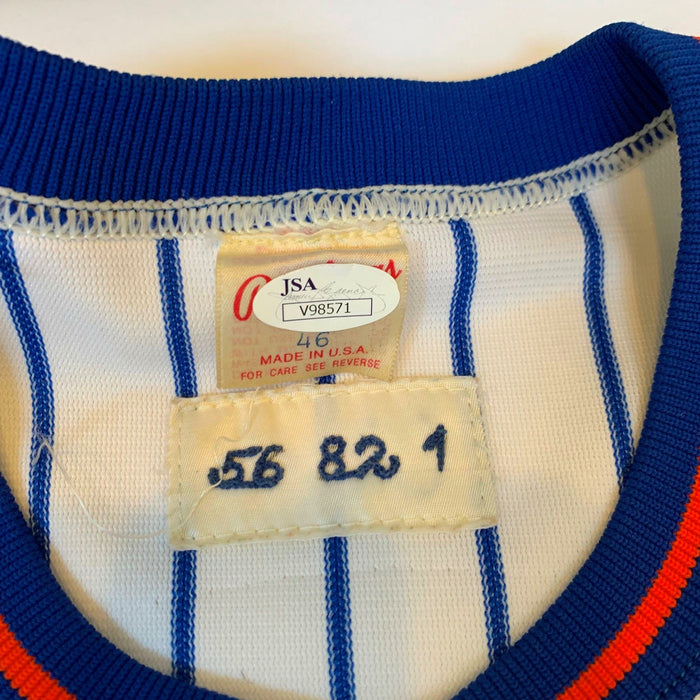 JSA
V98571
46
MADE IN U.S.A.
FOR CARE SEE REVERSE
56 82 1